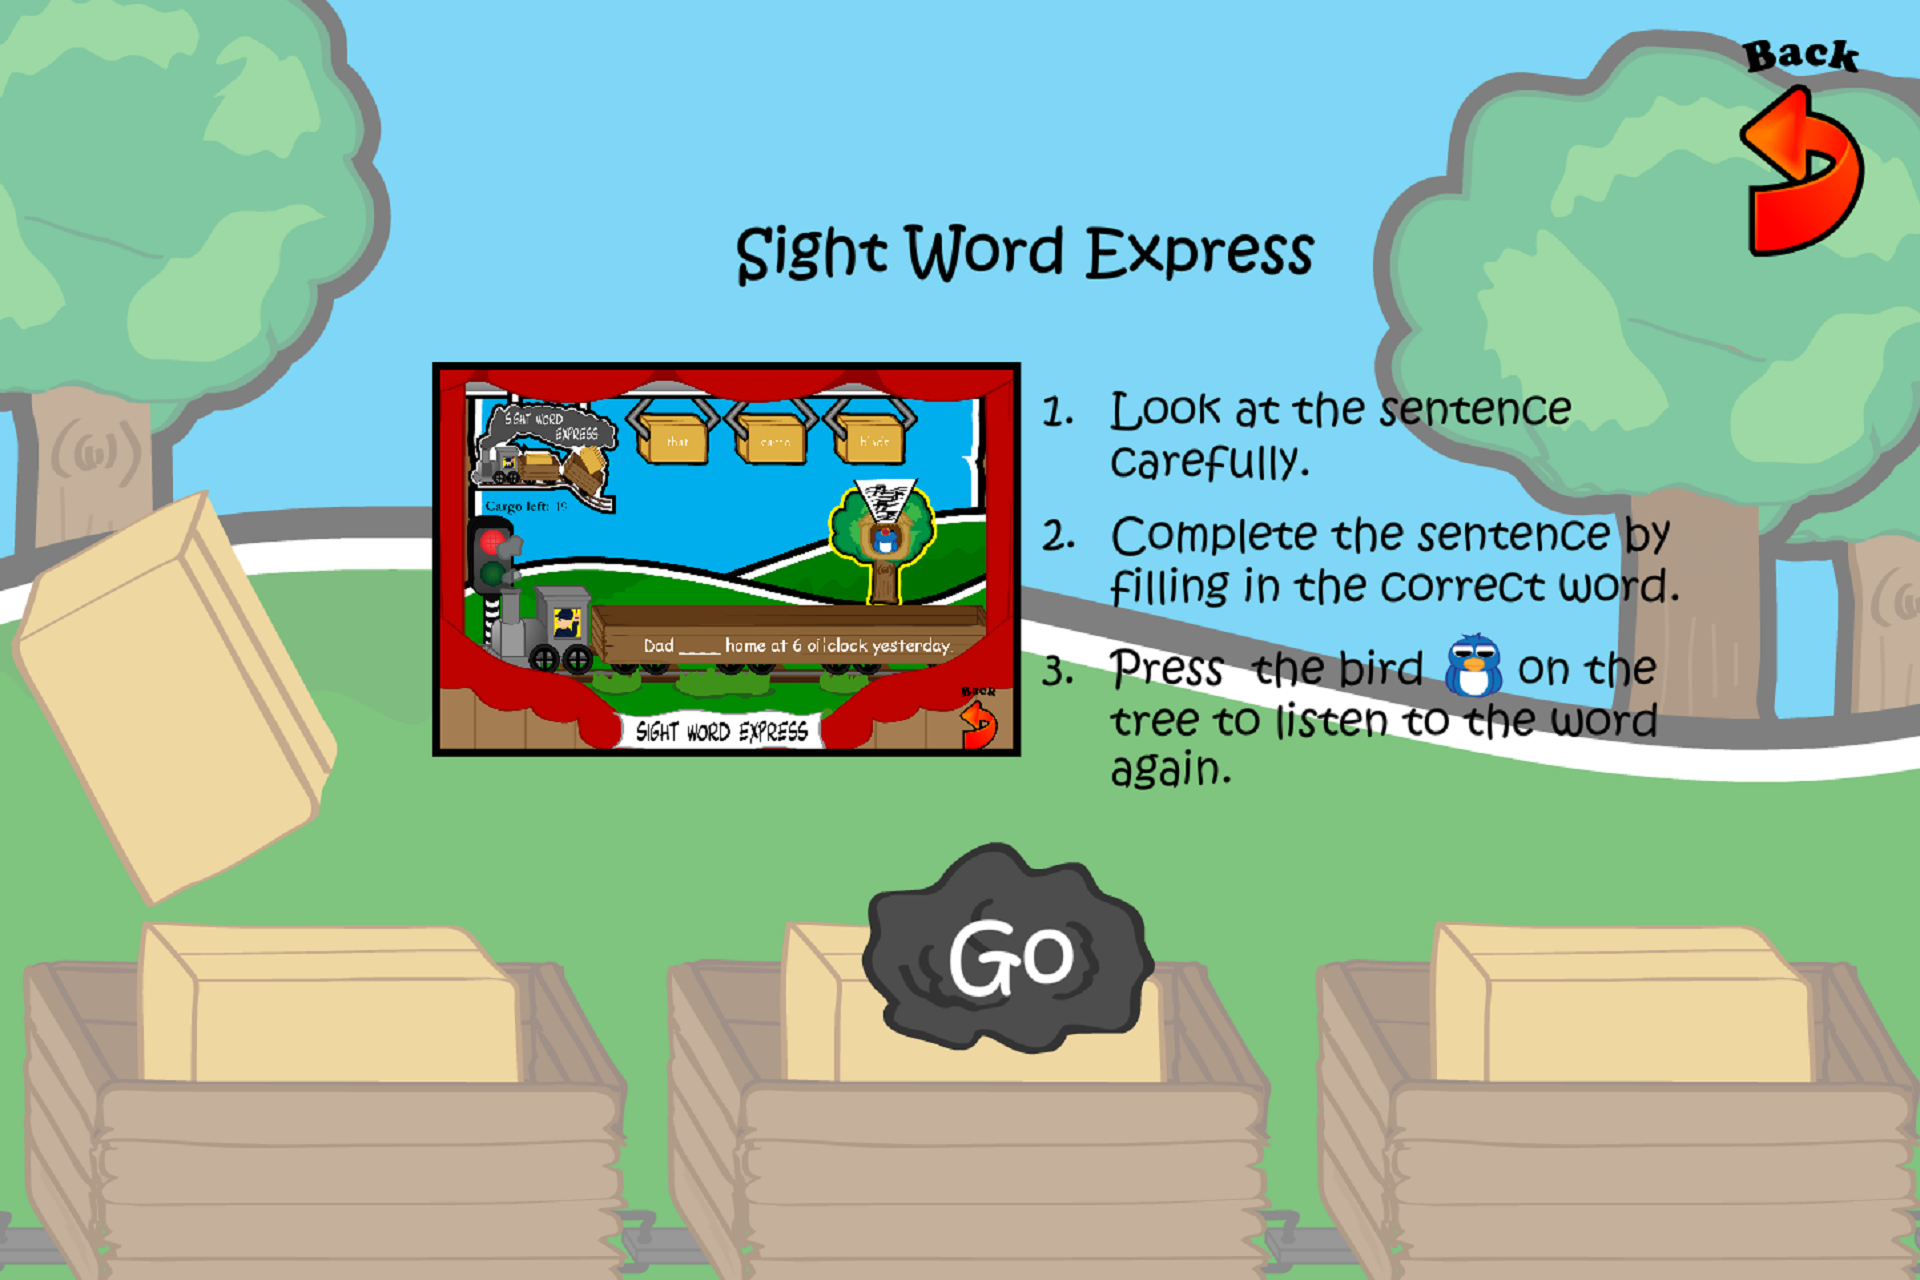 Back
Sight Word Express
SIGHT WORD
EXPRESS
that
Cargo left: 19
Dad ____ home at 6 o'clock yesterday.
Back
SIGHT WORD EXPRESS
1. Look at the sentence
carefully.
2. Complete the sentence by
filling in the correct word.
3. Press the bird on the
tree to listen to the word
again.
Go